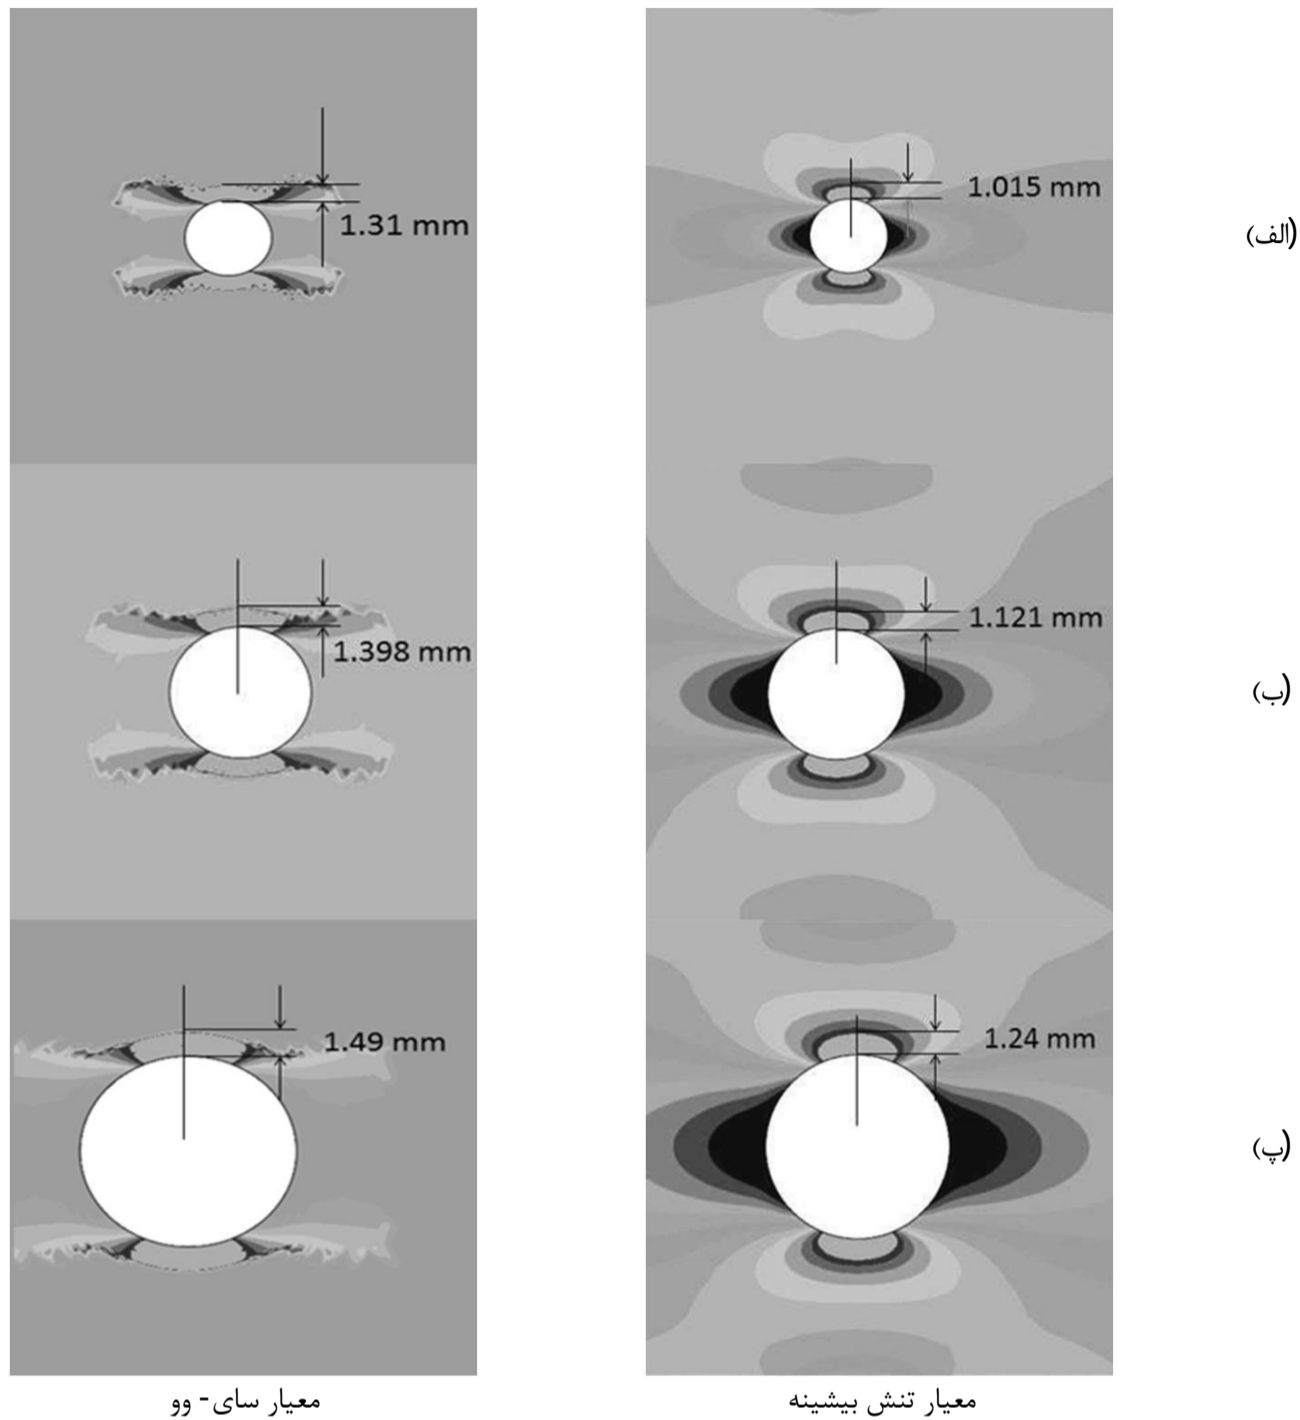 1.31 mm
1.015 mm
(الف)
1.398 mm
1.121 mm
(ب)
1.49 mm
1.24 mm
(پ)
معیار تنش بیشینه
معیار سای- وو